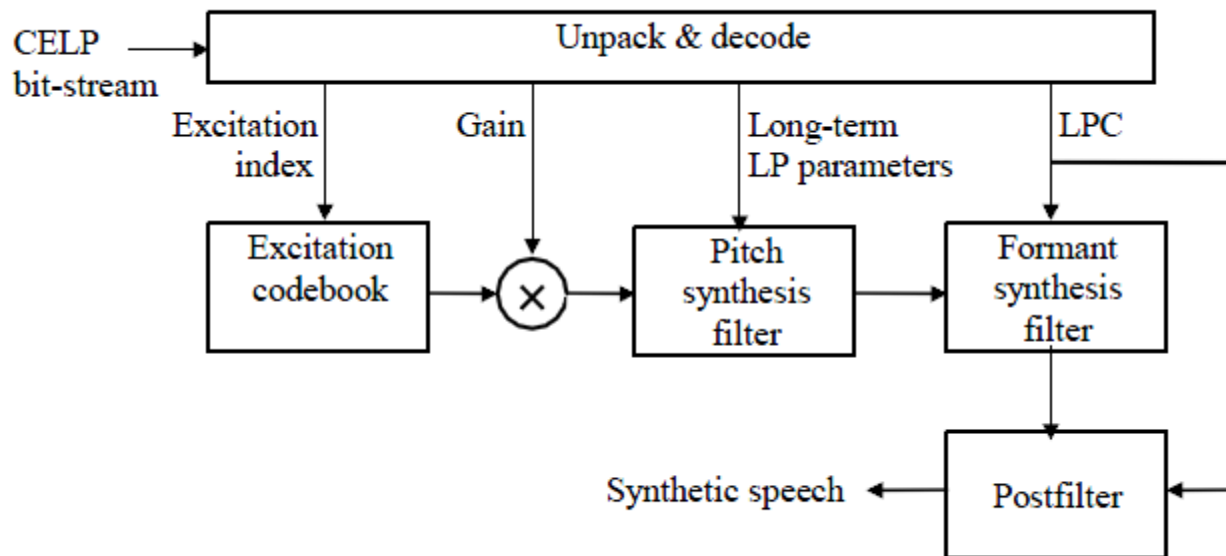 CELP
bit-stream
Unpack & decode
Excitation
index
Gain
Long-term
LP parameters
LPC
Excitation
codebook
×
Pitch
synthesis
filter
Formant
synthesis
filter
Synthetic speech
Postfilter